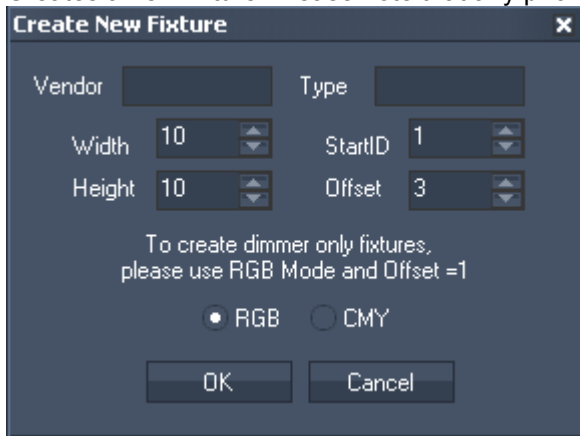 Create New Fixture
Vendor Type
Width 10 StartID 1
Height 10 Offset 3
To create dimmer only fixtures,
please use RGB Mode and Offset =1
RGB CMY
OK Cancel